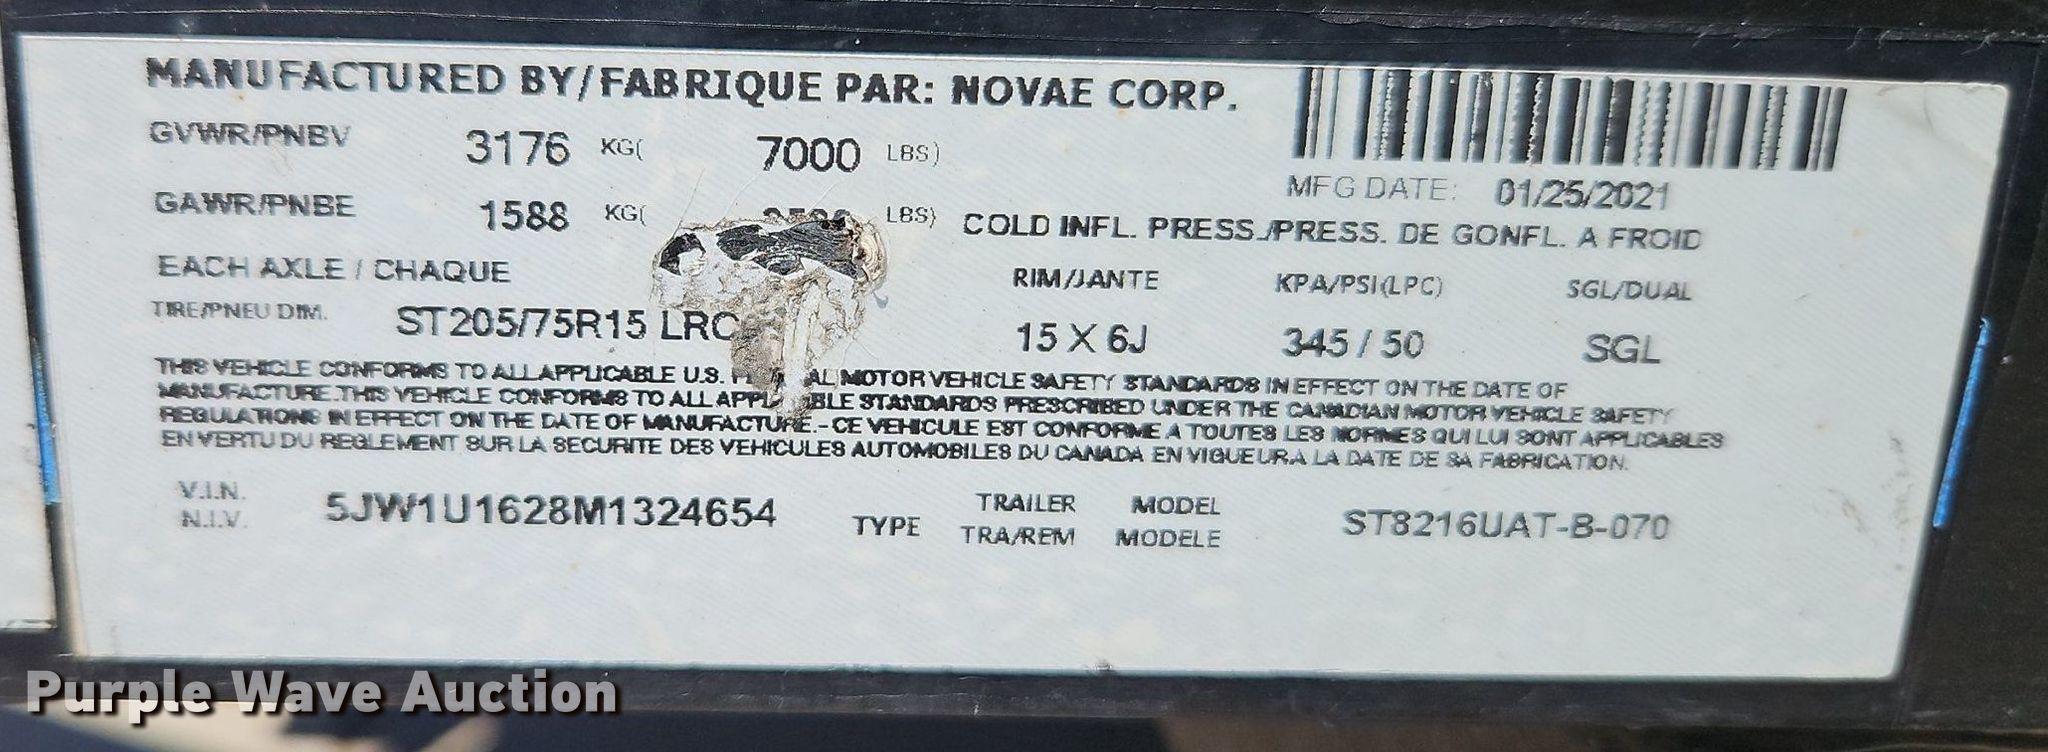 MANUFACTURED BY/FABRIQUE PAR: NOVAE CORP.
GVWR/PNBV 3176 KG( 7000 LBS)
MFG DATE: 01/25/2021
GAWR/PNBE 1588 KG( LBS)
COLD INFL. PRESS./PRESS. DE GONFL. A FROID
EACH AXLE / CHAQUE
RIM/JANTE KPA/PSI(LPC) SGL/DUAL
TIRE/PNEU DIM. ST205/75R15 LRC
15 X 6J 345 / 50 SGL
THIS VEHICLE CONFORMS TO ALL APPLICABLE U.S. MOTOR VEHICLE SAFETY STANDARDS IN EFFECT ON THE DATE OF
MANUFACTURE. THIS VEHICLE CONFORMS TO ALL STANDARDS PRESCRIBED UNDER THE CANADIAN MOTOR VEHICLE SAFETY
REGULATIONS IN EFFECT ON THE DATE OF MANUFACTURE.- CE VEHICULE EST CONFORME A TOUTES LES NORMES QUI LUI SONT APPLICABLES
EN VERTU DU REGLEMENT SUR LA SECURITE DES VEHICULES AUTOMOBILES DU CANADA EN VIGUEUR A LA DATE DE SA FABRICATION.
V.I.N. 5JW1U1628M1324654 TYPE TRAILER MODEL ST8216UAT-B-070
N.I.V. TRA/REM MODELE
Purple Wave Auction